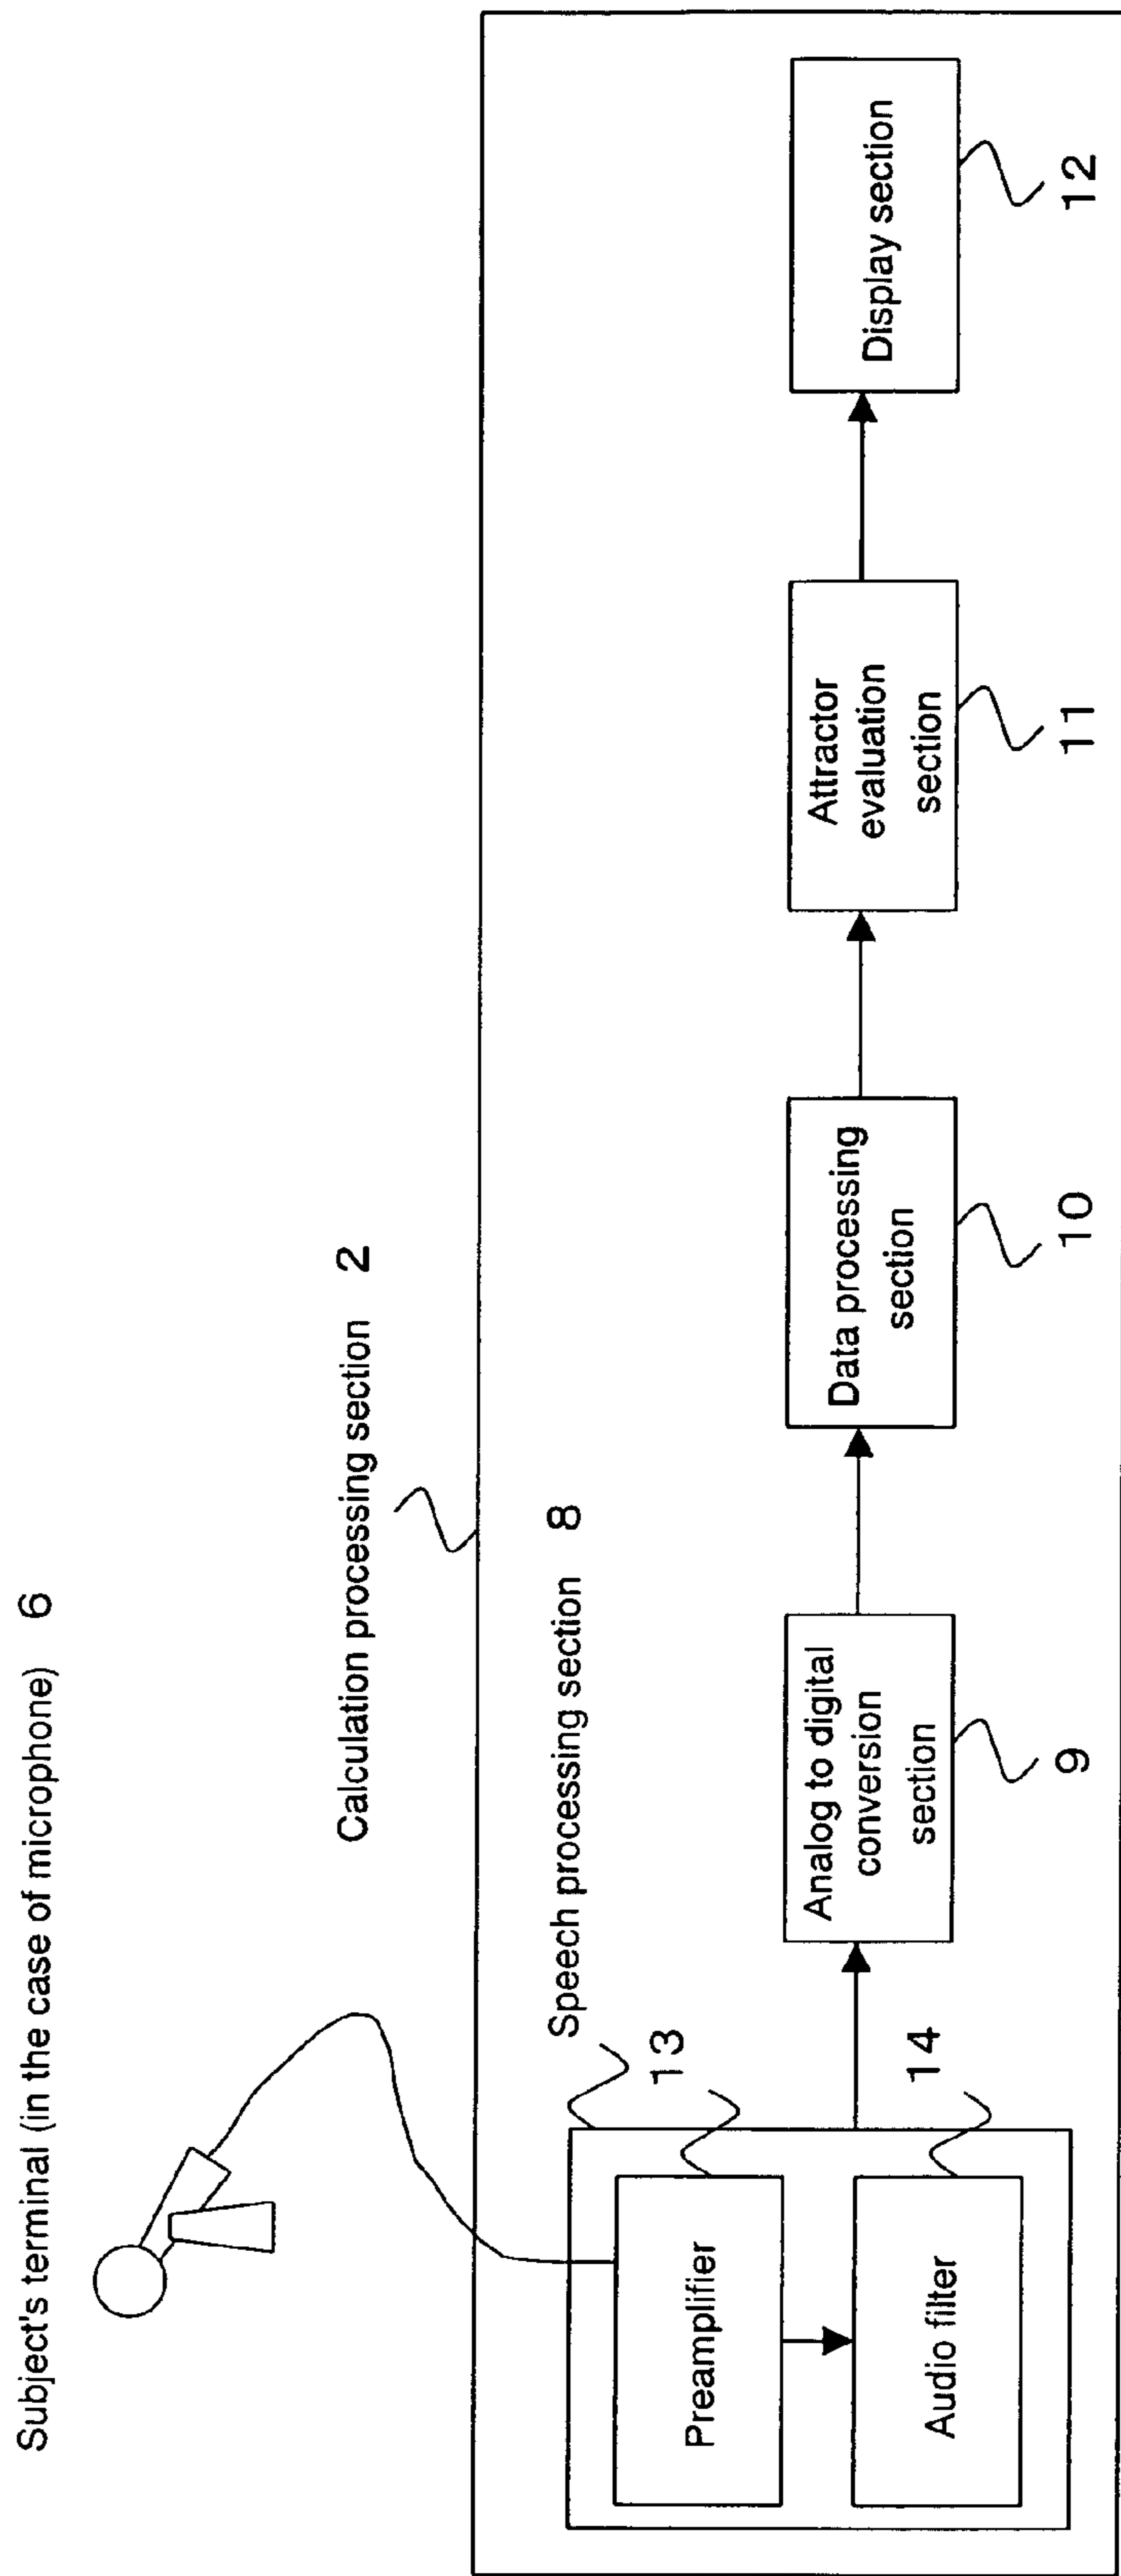 Subject's terminal (in the case of microphone) 6
Calculation processing section 2
Speech processing section 8
13
14
Preamplifier
Audio filter
Analog to digital
conversion
section
9
Data processing
section
10
Attractor
evaluation
section
11
Display section
12